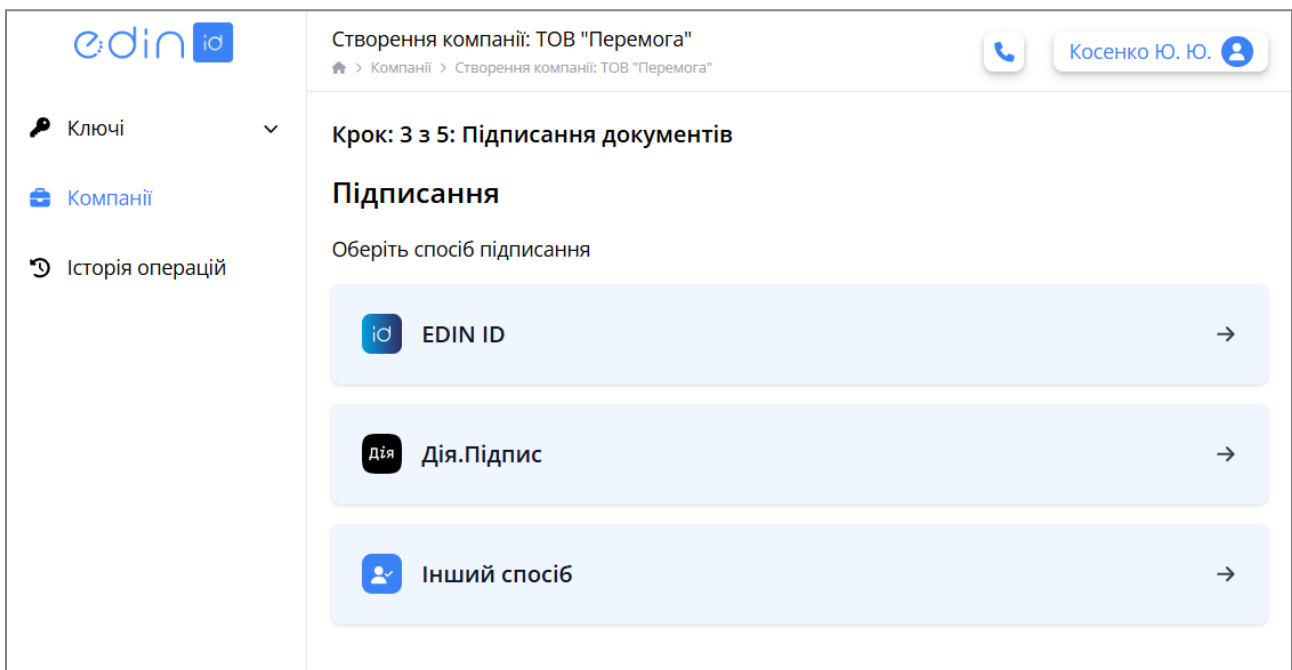 edin id
Створення компанії: ТОВ "Перемога"
Компанії > Створення компанії: ТОВ "Перемога"
Косенко Ю. Ю.
Ключі
Компанії
Історія операцій
Крок: 3 з 5: Підписання документів
Підписання
Оберіть спосіб підписання
id EDIN ID
Дія Дія.Підпис
Інший спосіб